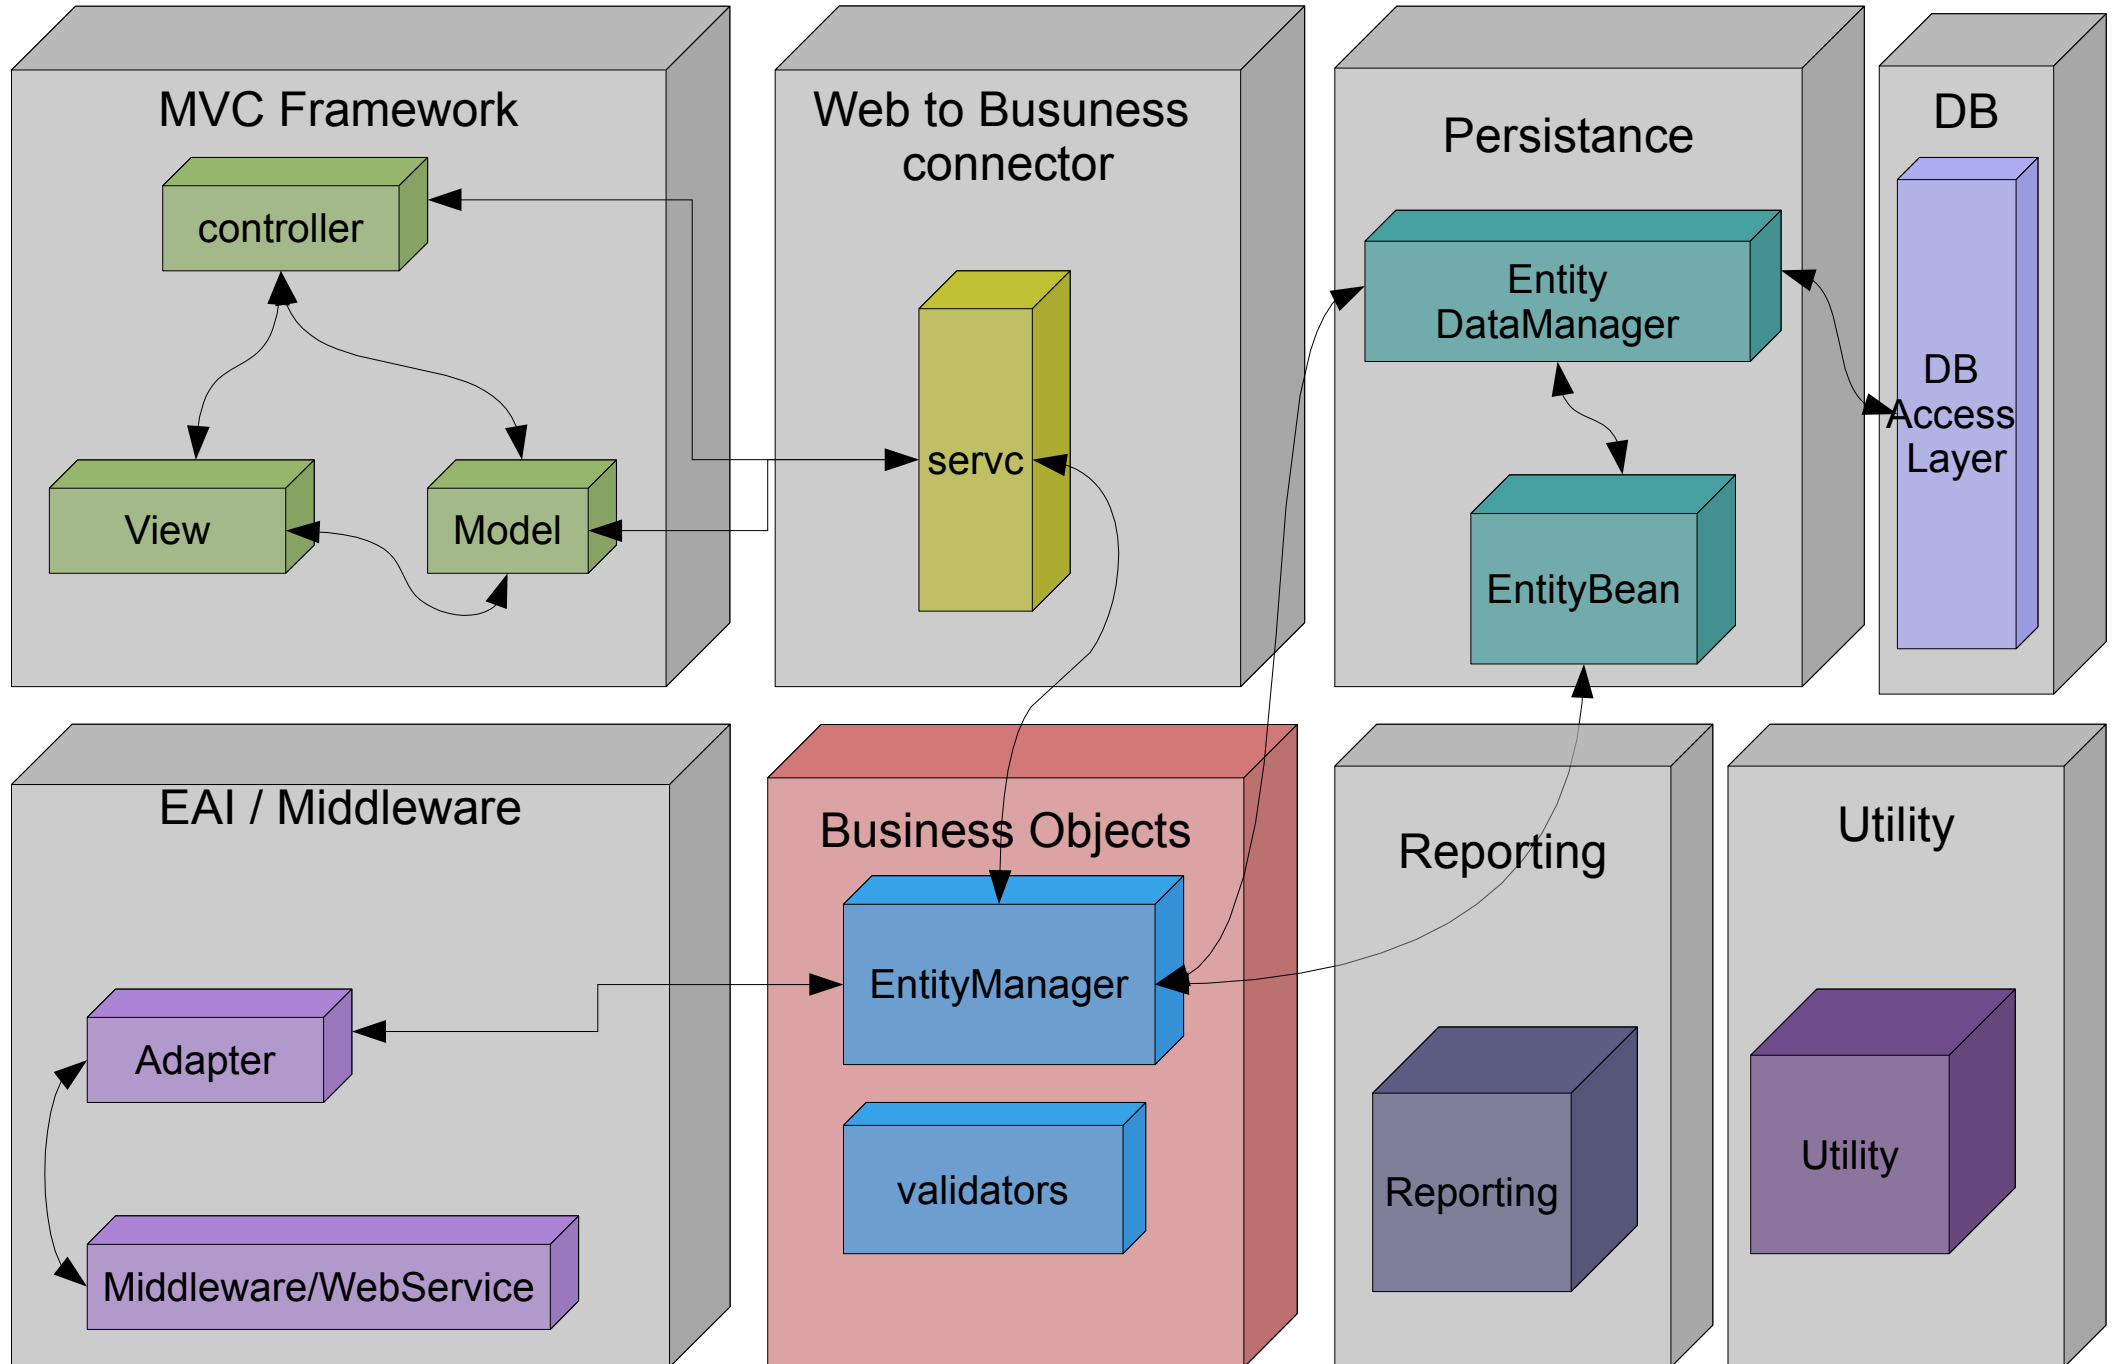 MVC Framework
controller
View
Model
Web to Busuness
connector
servc
Persistance
Entity
DataManager
EntityBean
DB
DB
Access
Layer
EAI / Middleware
Adapter
Middleware/WebService
Business Objects
EntityManager
validators
Reporting
Reporting
Utility
Utility